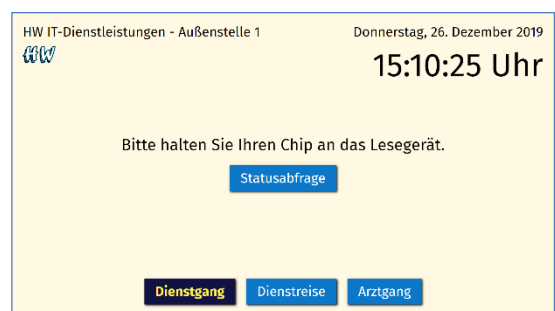 HW IT-Dienstleistungen - Außenstelle 1
Donnerstag, 26. Dezember 2019
HW
15:10:25 Uhr
Bitte halten Sie Ihren Chip an das Lesegerät.
Statusabfrage
Dienstgang Dienstreise Arztgang